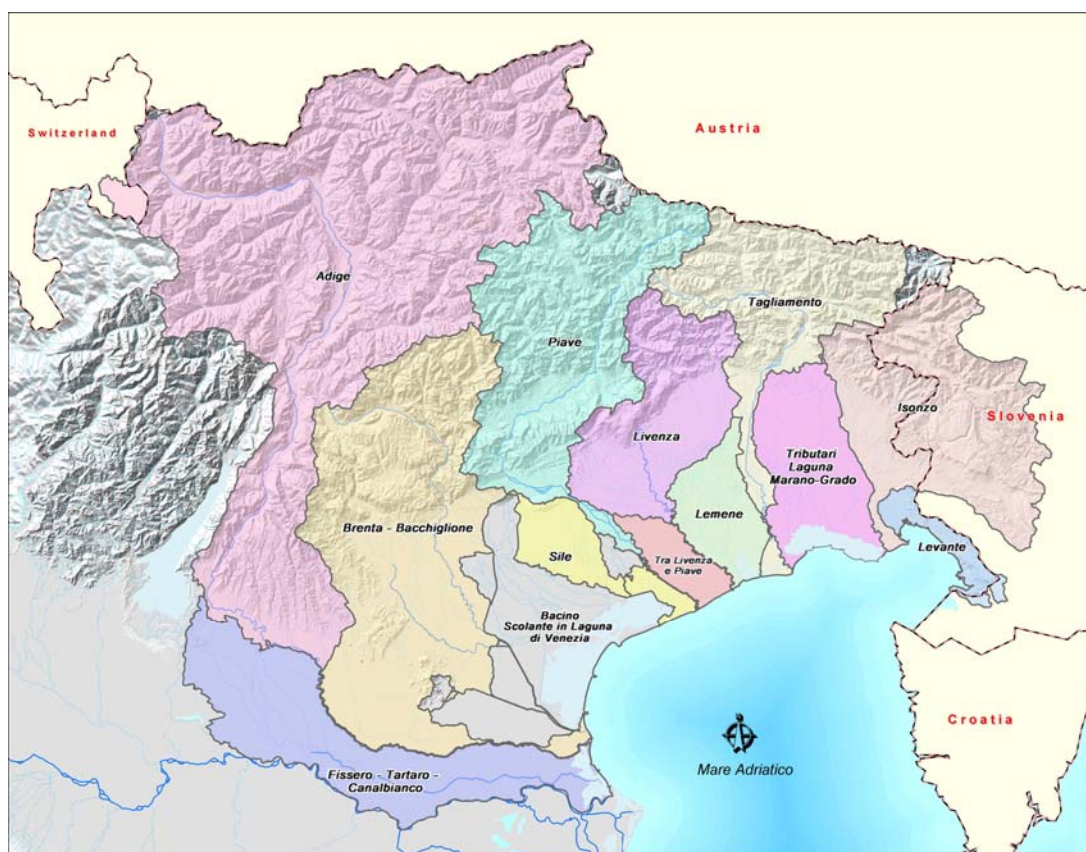 Switzerland
Austria
Adige
Tagliamento
Piave
Isonzo
Slovenia
Livenza
Tributari
Laguna
Marano-Grado
Lemene
Brenta - Bacchiglione
Levante
Sile
Tra Livenza
e Piave
Bacino
Scolante in Laguna
di Venezia
Croatia
Mare Adriatico
Fissero - Tartaro -
Canalbianco